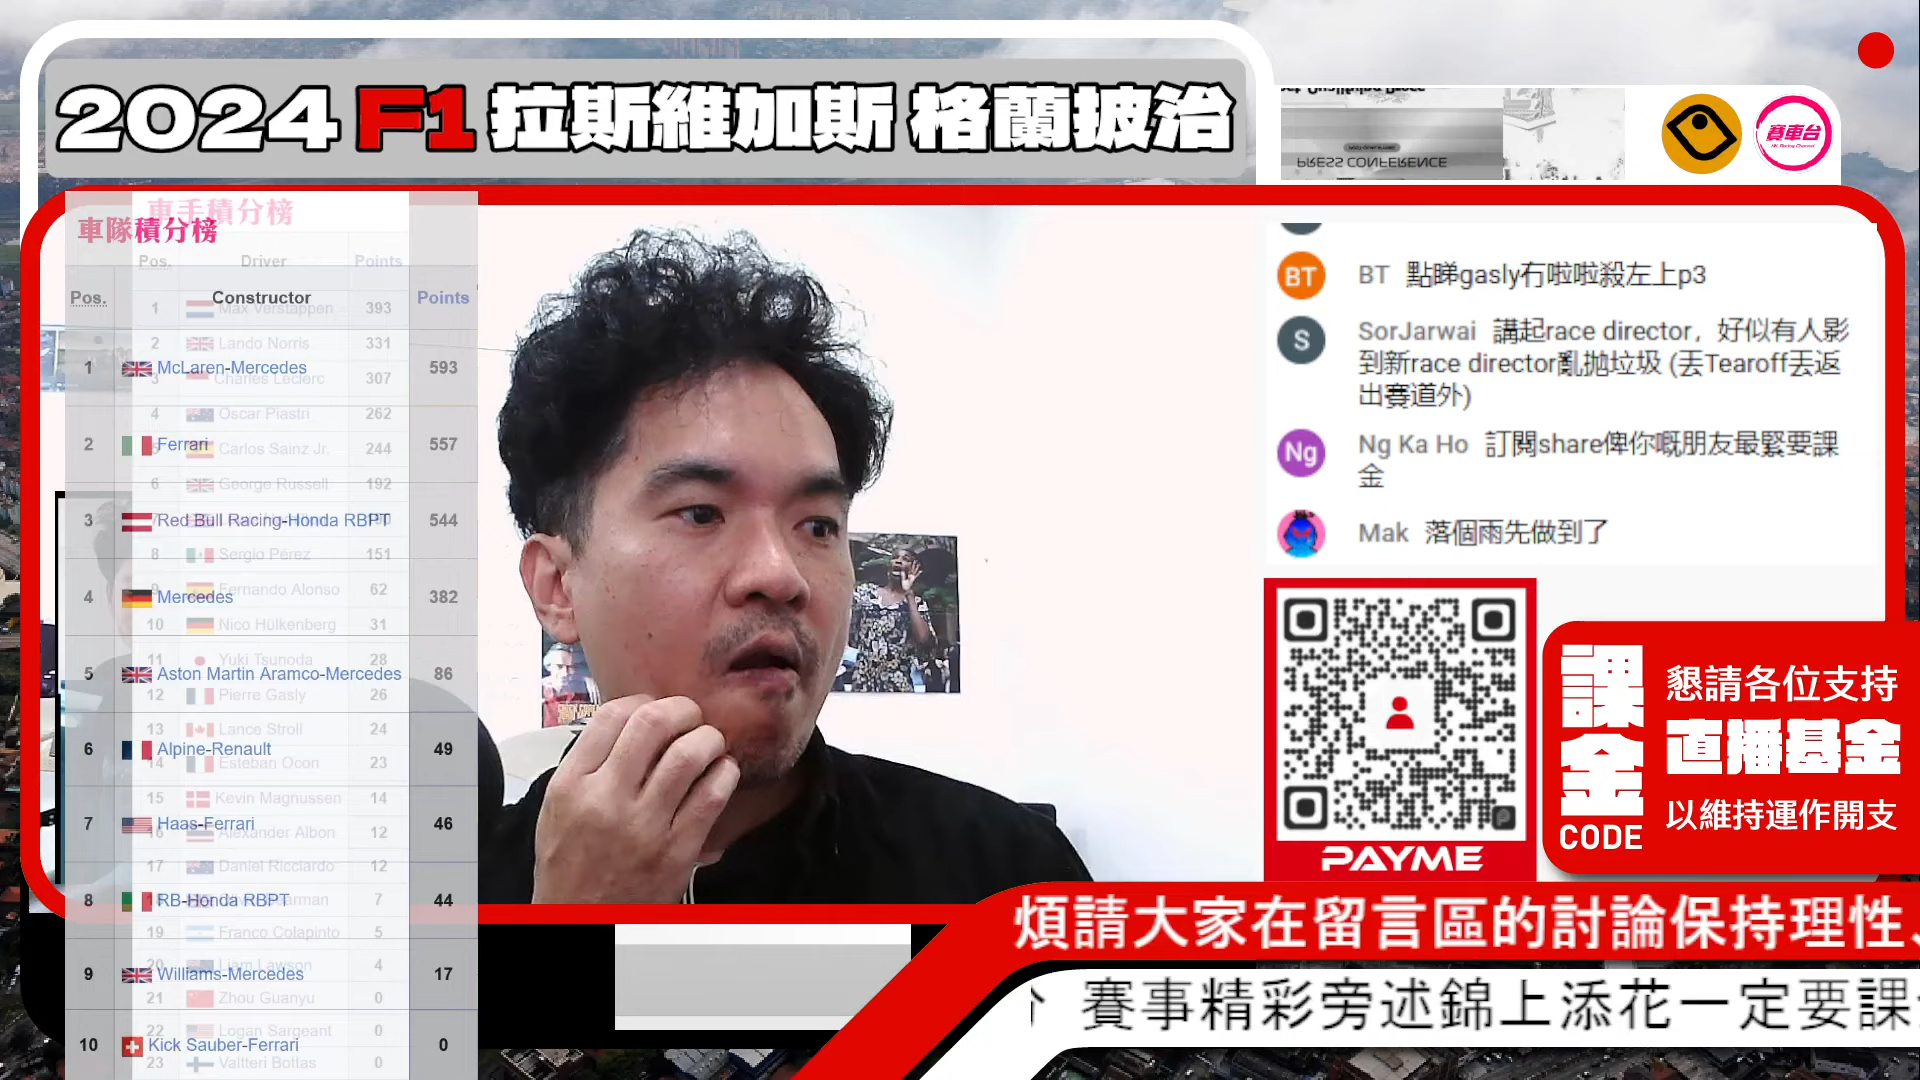 2024 F1 拉斯維加斯 格蘭披治
PRESS CONFERENCE
賽車台
HK Racing Channel
車手積分榜
車隊積分榜
Pos. Driver Points
Pos. Constructor Points
1 Max Verstappen 393
2 Lando Norris 331
1 McLaren-Mercedes 593
3 Charles Leclerc 307
4 Oscar Piastri 262
2 Ferrari 557
Carlos Sainz Jr. 244
6 George Russell 192
3 Red Bull Racing-Honda RBPT 544
8 Sergio Pérez 151
9 Fernando Alonso 62
4 Mercedes 382
10 Nico Hülkenberg 31
11 Yuki Tsunoda 28
5 Aston Martin Aramco-Mercedes 86
12 Pierre Gasly 26
13 Lance Stroll 24
6 Alpine-Renault 49
14 Esteban Ocon 23
15 Kevin Magnussen 14
7 Haas-Ferrari 46
16 Alexander Albon 12
17 Daniel Ricciardo 12
8 RB-Honda RBPT 44
7
19 Franco Colapinto 5
20 Liam Lawson 4
9 Williams-Mercedes 17
21 Zhou Guanyu 0
22 Logan Sargeant 0
10 Kick Sauber-Ferrari 0
23 Valtteri Bottas 0
BT BT 點睇gasly冇啦啦殺左上p3
S SorJarwai 講起race director，好似有人影
到新race director亂拋垃圾 (丟Tearoff丟返
出賽道外)
Ng Ng Ka Ho 訂閱share俾你嘅朋友最緊要課
金
Mak 落個雨先做到了
PAYME
課金
CODE
懇請各位支持
直播基金
以維持運作開支
煩請大家在留言區的討論保持理性、
賽事精彩旁述錦上添花一定要課